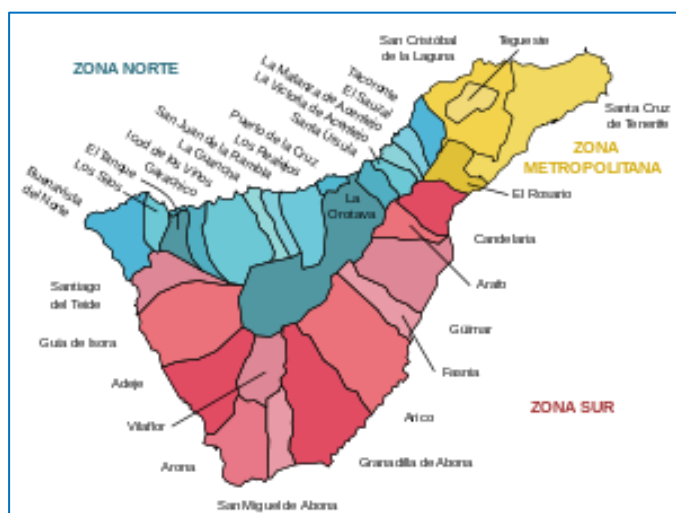 ZONA NORTE
San Cristóbal
de la Laguna
Tegueste
Santa Cruz
de Tenerife
ZONA
METROPOLITANA
El Rosario
Tacoronte
El Sauzal
La Matanza de Acentejo
La Victoria de Acentejo
Santa Úrsula
Puerto de la Cruz
Los Realejos
San Juan de la Rambla
La Guancha
Icod de los Vinos
Garachico
El Tanque
Los Silos
Buenavista
del Norte
La
Orotava
Candelaria
Arafo
Güímar
Fasnia
Santiago
del Teide
Guía de Isora
Adeje
Vilaflor
Arona
San Miguel de Abona
Granadilla de Abona
Arico
ZONA SUR